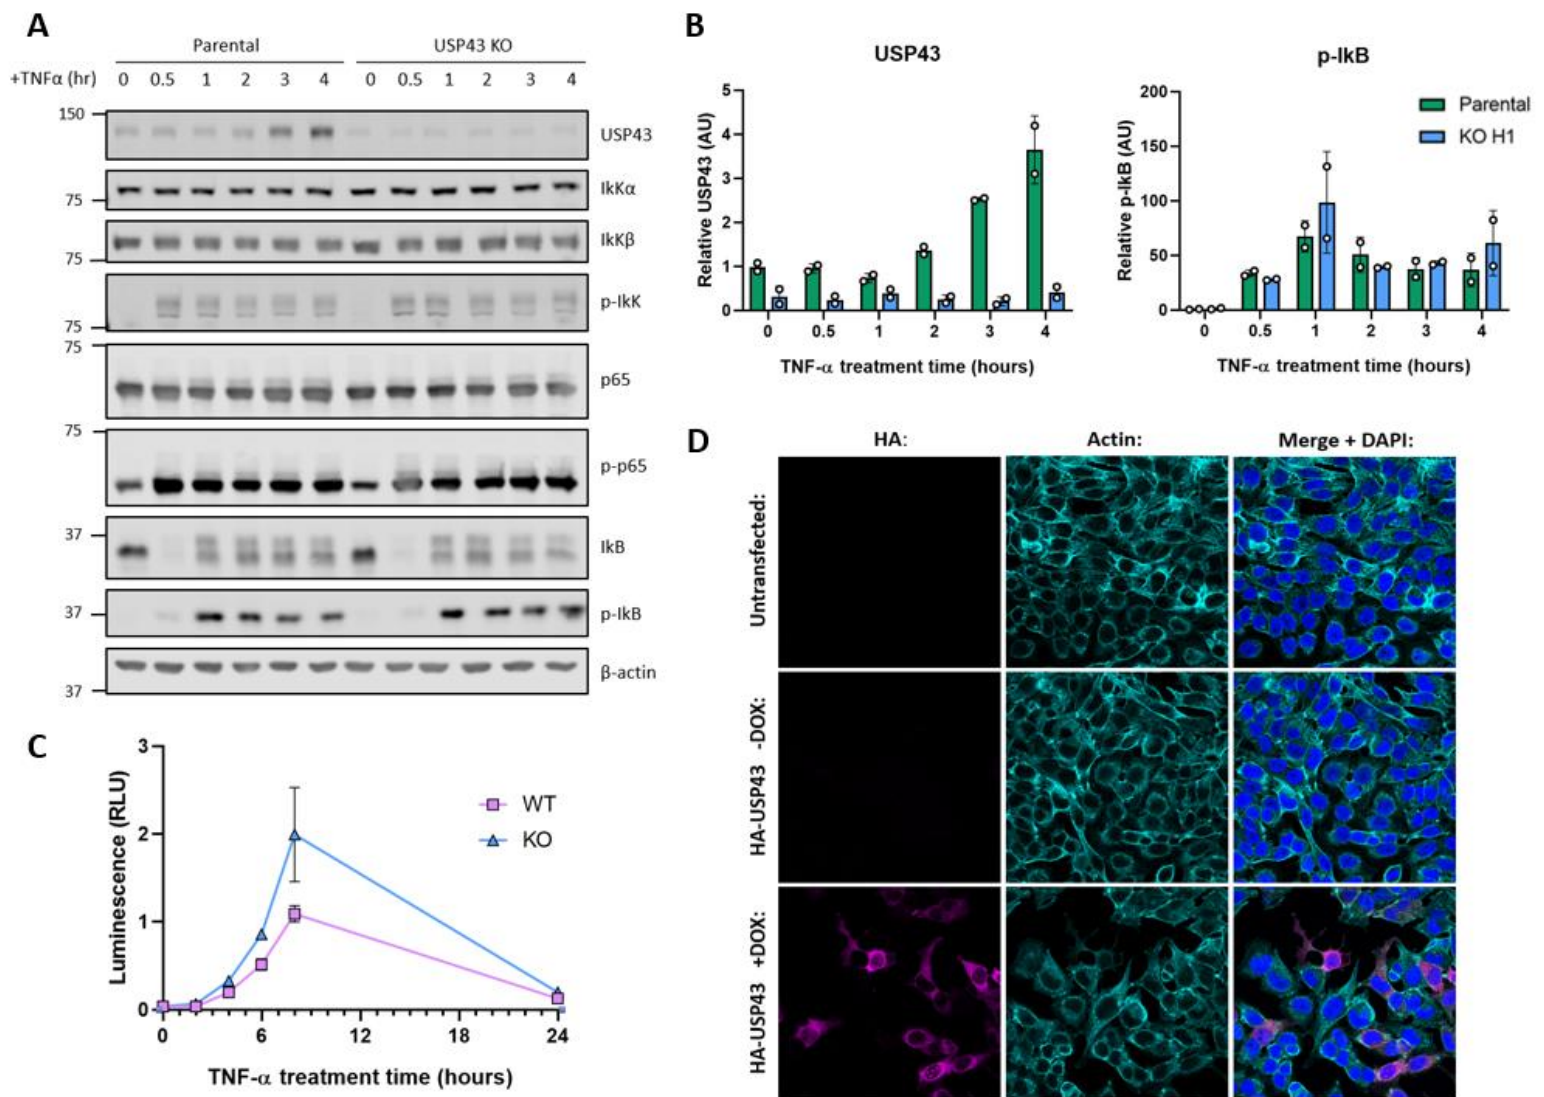 A
Parental USP43 KO
+TNFα (hr) 0 0.5 1 2 3 4 0 0.5 1 2 3 4
150
USP43
IkKα
75
IkKβ
75
p-IkK
75
75
p65
75
p-p65
37
IkB
37
p-IkB
β-actin
37
B
USP43
Relative USP43 (AU)
5
4
3
2
1
0
0 0.5 1 2 3 4
TNF-α treatment time (hours)
p-IkB
Relative p-IkB (AU)
200
150
100
50
0
0 0.5 1 2 3 4
TNF-α treatment time (hours)
Parental
KO H1
C
Luminescence (RLU)
3
2
1
0
0 6 12 18 24
TNF-α treatment time (hours)
WT
KO
D
HA: Actin: Merge + DAPI:
Untransfected:
HA-USP43 -DOX:
HA-USP43 +DOX: